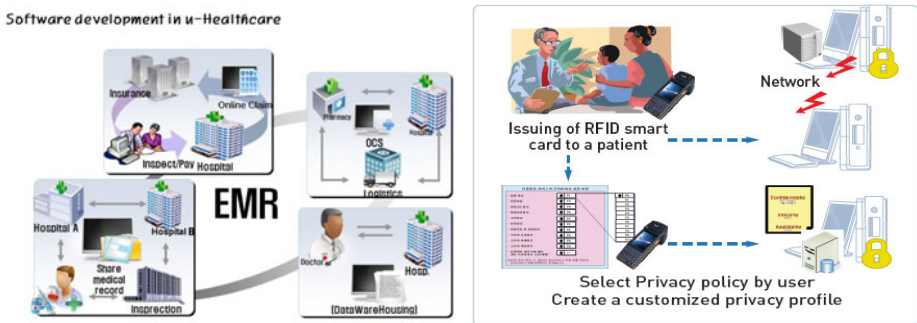 Software development in u-Healthcare
Insurance
Online Claim
Inspect/Pay
Hospital
Pharmacy
Hospital
OCS
Logistics
EMR
Hospital A
Hospital B
Share
medical
record
Inspection
Doctor
Hosp.
(DataWareHousing)
Network
Issuing of RFID smart
card to a patient
Confidentiality
Integrity
Availability
Select Privacy policy by user
Create a customized privacy profile